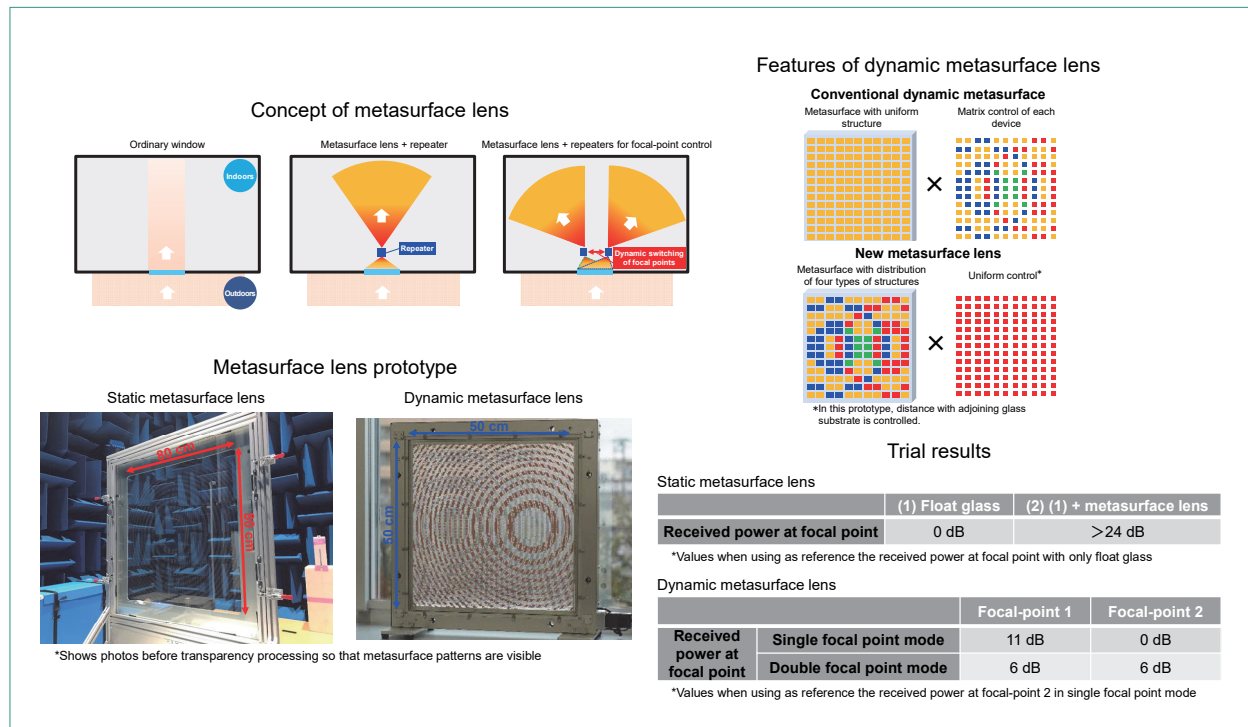 Concept of metasurface lens
Ordinary window
Metasurface lens + repeater
Metasurface lens + repeaters for focal-point control
Indoors
Outdoors
Repeater
Dynamic switching
of focal points
Metasurface lens prototype
Static metasurface lens
Dynamic metasurface lens
80 cm
90 cm
50 cm
50 cm
*Shows photos before transparency processing so that metasurface patterns are visible
Features of dynamic metasurface lens
Conventional dynamic metasurface
Metasurface with uniform
structure
Matrix control of each
device
×
New metasurface lens
Metasurface with distribution
of four types of structures
Uniform control*
×
*In this prototype, distance with adjoining glass
substrate is controlled.
Trial results
Static metasurface lens
(1) Float glass (2) (1) + metasurface lens
Received power at focal point 0 dB >24 dB
*Values when using as reference the received power at focal point with only float glass
Dynamic metasurface lens
Focal-point 1 Focal-point 2
Received
power at
focal point
Single focal point mode 11 dB 0 dB
Double focal point mode 6 dB 6 dB
*Values when using as reference the received power at focal-point 2 in single focal point mode